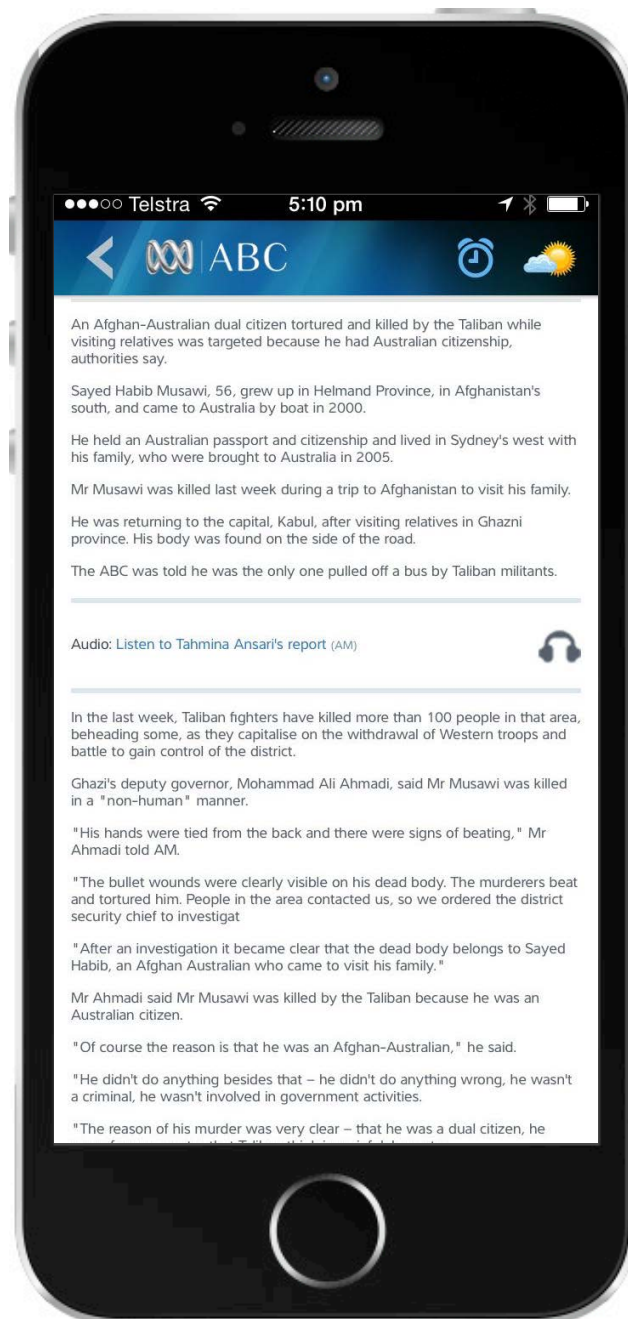 Telstra 5:10 pm
ABC
An Afghan-Australian dual citizen tortured and killed by the Taliban while
visiting relatives was targeted because he had Australian citizenship,
authorities say.
Sayed Habib Musawi, 56, grew up in Helmand Province, in Afghanistan's
south, and came to Australia by boat in 2000.
He held an Australian passport and citizenship and lived in Sydney's west with
his family, who were brought to Australia in 2005.
Mr Musawi was killed last week during a trip to Afghanistan to visit his family.
He was returning to the capital, Kabul, after visiting relatives in Ghazni
province. His body was found on the side of the road.
The ABC was told he was the only one pulled off a bus by Taliban militants.
Audio: Listen to Tahmina Ansari's report (AM)
In the last week, Taliban fighters have killed more than 100 people in that area,
beheading some, as they capitalise on the withdrawal of Western troops and
battle to gain control of the district.
Ghazi's deputy governor, Mohammad Ali Ahmadi, said Mr Musawi was killed
in a "non-human" manner.
"His hands were tied from the back and there were signs of beating," Mr
Ahmadi told AM.
"The bullet wounds were clearly visible on his dead body. The murderers beat
and tortured him. People in the area contacted us, so we ordered the district
security chief to investigat
"After an investigation it became clear that the dead body belongs to Sayed
Habib, an Afghan Australian who came to visit his family."
Mr Ahmadi said Mr Musawi was killed by the Taliban because he was an
Australian citizen.
"Of course the reason is that he was an Afghan-Australian," he said.
"He didn't do anything besides that – he didn't do anything wrong, he wasn't
a criminal, he wasn't involved in government activities.
"The reason of his murder was very clear – that he was a dual citizen, he